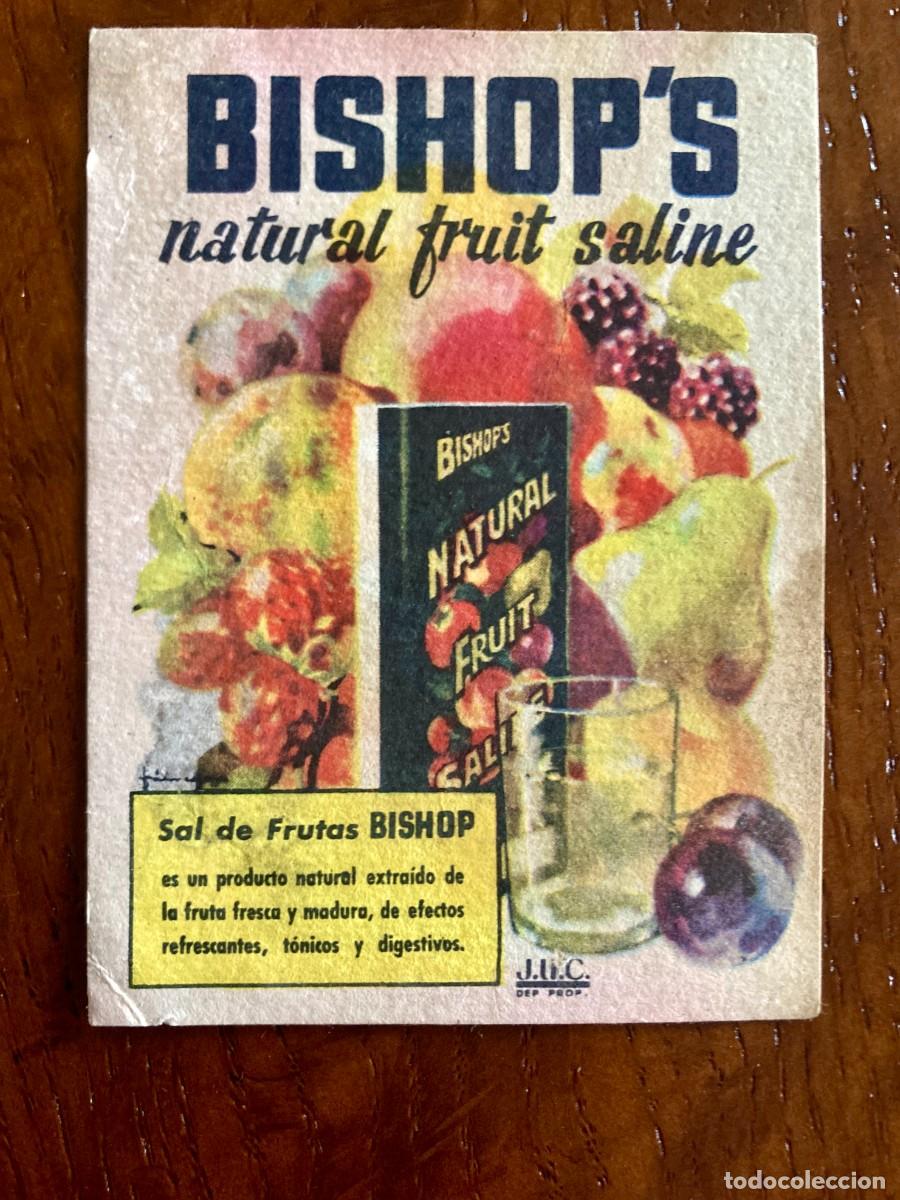 BISHOP'S
natural fruit saline
BISHOP'S
NATURAL
FRUIT
SALINE
Sal de Frutas BISHOP
es un producto natural extraído de
la fruta fresca y madura, de efectos
refrescantes, tónicos y digestivos.
DEP PROP.
todocoleccion